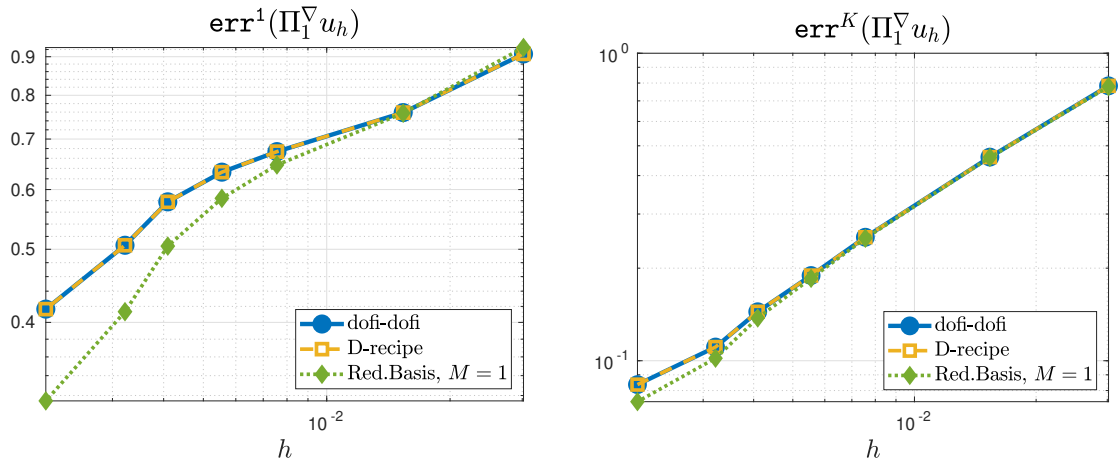 err¹(Π₁^∇ u_h)
0.9
0.8
0.7
0.6
0.5
0.4
10⁻²
h
dofi-dofi
D-recipe
Red.Basis, M = 1
err^K(Π₁^∇ u_h)
10⁰
10⁻¹
10⁻²
h
dofi-dofi
D-recipe
Red.Basis, M = 1